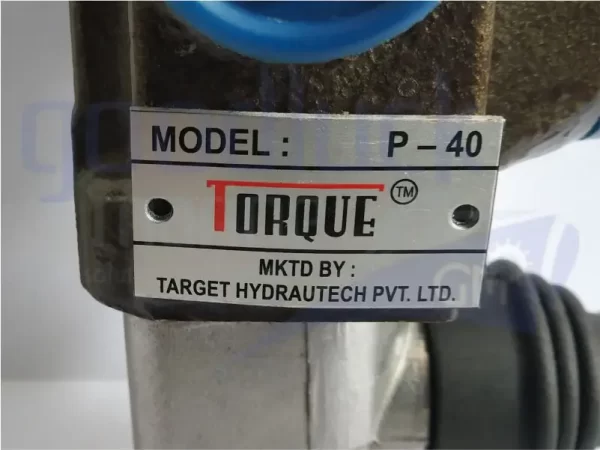 MODEL : P – 40
TORQUE TM
MKTD BY :
TARGET HYDRAUTECH PVT. LTD.